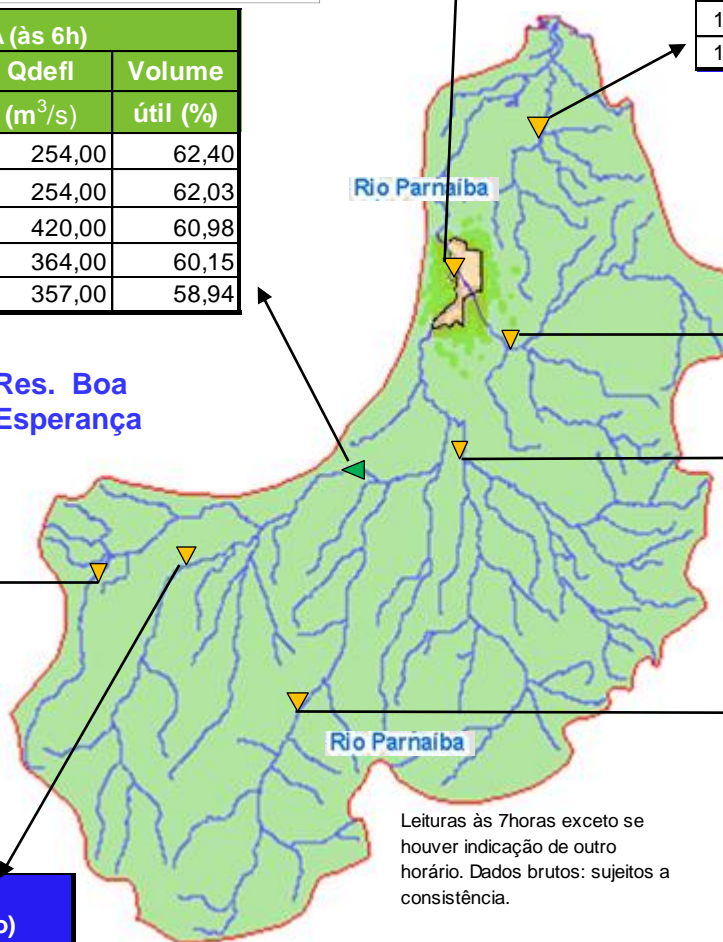 A (às 6h)
Qdefl Volume
(m³/s) útil (%)
254,00 62,40
254,00 62,03
420,00 60,98
364,00 60,15
357,00 58,94
1
1
Rio Parnaíba
Res. Boa
Esperança
Rio Parnaíba
Leituras às 7horas exceto se
houver indicação de outro
horário. Dados brutos: sujeitos a
consistência.
o)